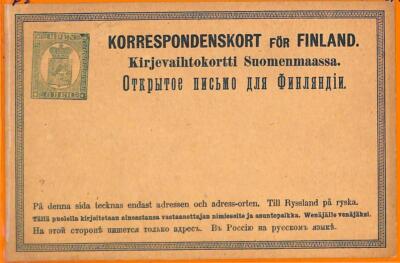 KORRESPONDENSKORT FÖR FINLAND.
Kirjevaihtokortti Suomenmaassa.
Открытое письмо для Финляндіи.
På denna sida tecknas endast adressen och adress-orten. Till Ryssland på ryska.
Tällä puolella kirjoitetaan ainoastansa vastaanottajan nimi ja asuntopaikka. Wenäjälle venäjäksi.
На этой сторонѣ пишется только адресъ. Въ Россію на русскомъ языкѣ.